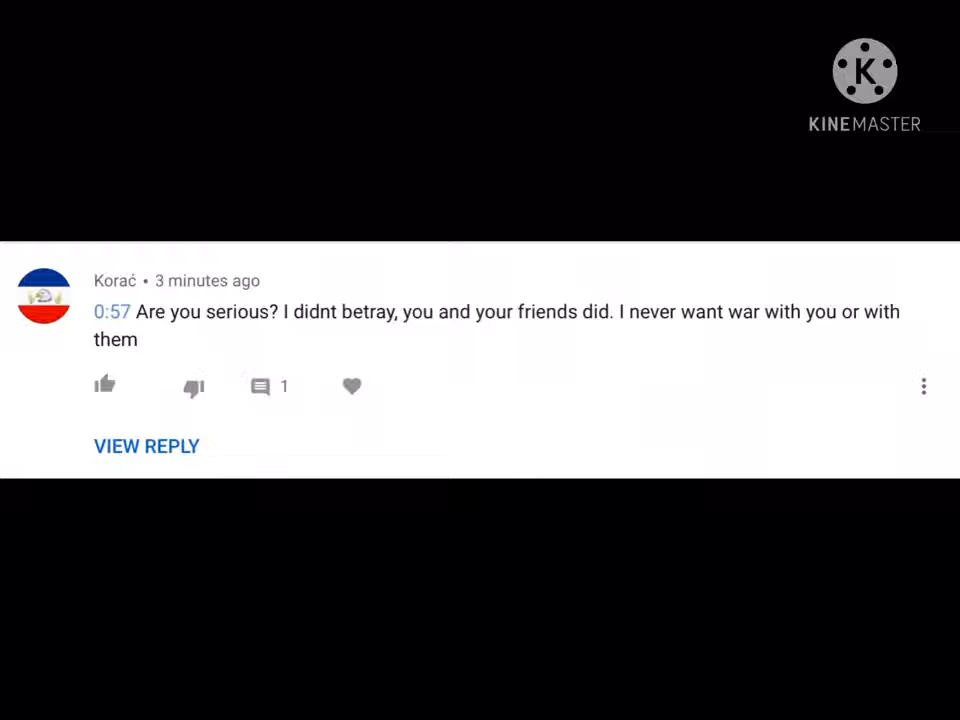 K
KINEMASTER
Korać • 3 minutes ago
0:57 Are you serious? I didnt betray, you and your friends did. I never want war with you or with
them
1
VIEW REPLY